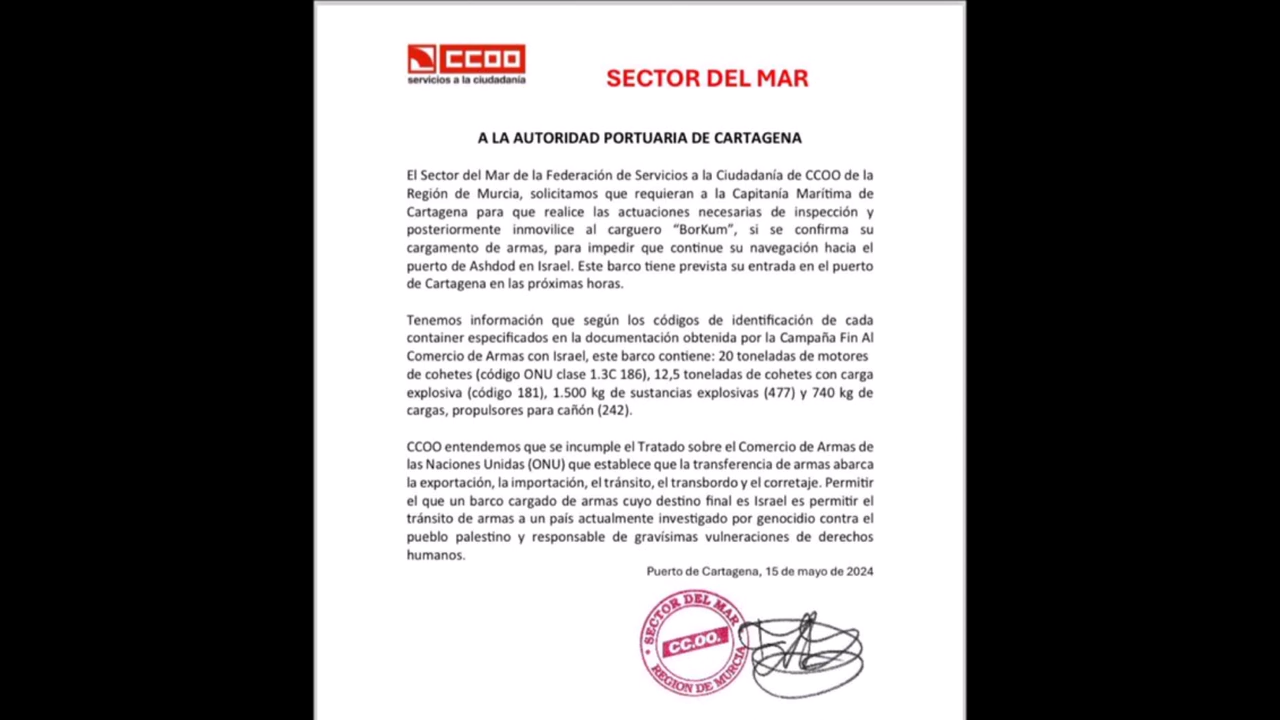 CCOO
servicios a la ciudadanía
SECTOR DEL MAR
A LA AUTORIDAD PORTUARIA DE CARTAGENA
El Sector del Mar de la Federación de Servicios a la Ciudadanía de CCOO de la
Región de Murcia, solicitamos que requieran a la Capitanía Marítima de
Cartagena para que realice las actuaciones necesarias de inspección y
posteriormente inmovilice al carguero “BorKum”, si se confirma su
cargamento de armas, para impedir que continue su navegación hacia el
puerto de Ashdod en Israel. Este barco tiene prevista su entrada en el puerto
de Cartagena en las próximas horas.
Tenemos información que según los códigos de identificación de cada
container especificados en la documentación obtenida por la Campaña Fin Al
Comercio de Armas con Israel, este barco contiene: 20 toneladas de motores
de cohetes (código ONU clase 1.3C 186), 12,5 toneladas de cohetes con carga
explosiva (código 181), 1.500 kg de sustancias explosivas (477) y 740 kg de
cargas, propulsores para cañón (242).
CCOO entendemos que se incumple el Tratado sobre el Comercio de Armas de
las Naciones Unidas (ONU) que establece que la transferencia de armas abarca
la exportación, la importación, el tránsito, el transbordo y el corretaje. Permitir
el que un barco cargado de armas cuyo destino final es Israel es permitir el
tránsito de armas a un país actualmente investigado por genocidio contra el
pueblo palestino y responsable de gravísimas vulneraciones de derechos
humanos.
Puerto de Cartagena, 15 de mayo de 2024
SECTOR DEL MAR
CC.OO.
REGION DE MURCIA